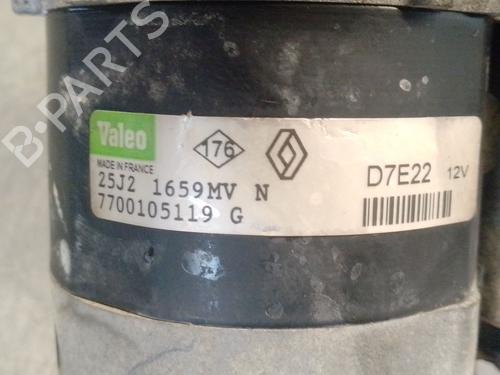 B-PARTS
Valeo
MADE IN FRANCE
176
25J2 1659MV N
7700105119 G
D7E22 12V